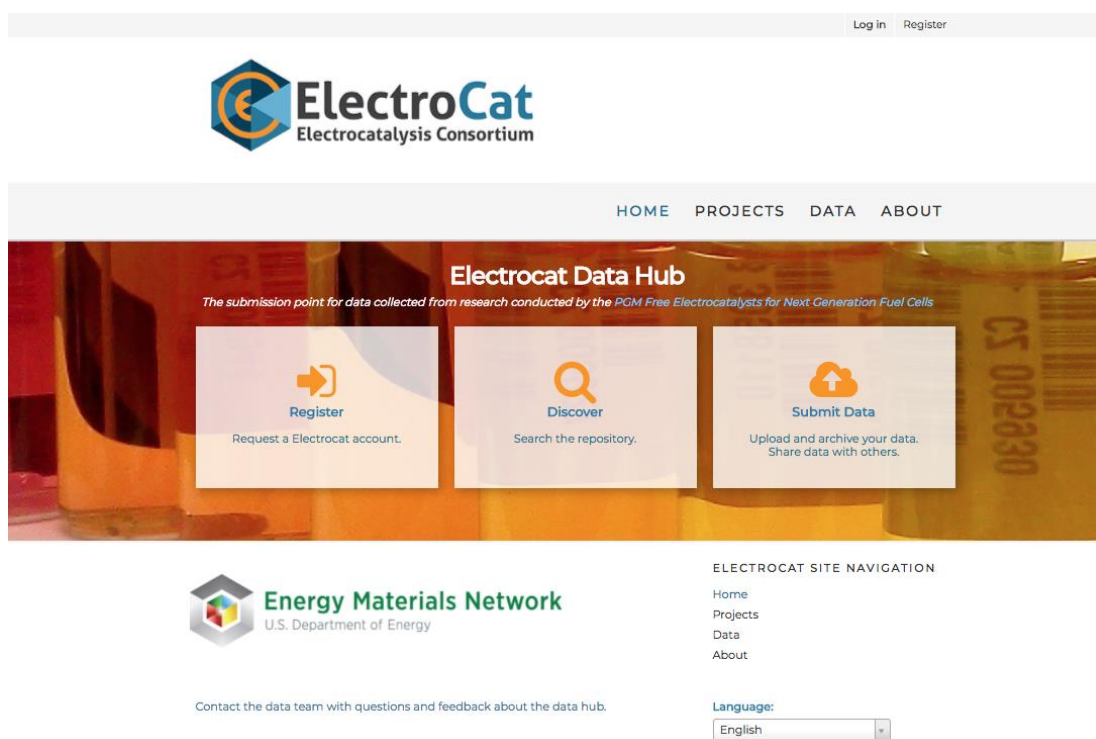 Log in Register
ElectroCat
Electrocatalysis Consortium
HOME PROJECTS DATA ABOUT
Electrocat Data Hub
The submission point for data collected from research conducted by the PGM Free Electrocatalysts for Next Generation Fuel Cells
Register
Request a Electrocat account.
Discover
Search the repository.
Submit Data
Upload and archive your data.
Share data with others.
CZ 005930
Energy Materials Network
U.S. Department of Energy
ELECTROCAT SITE NAVIGATION
Home
Projects
Data
About
Contact the data team with questions and feedback about the data hub.
Language:
English